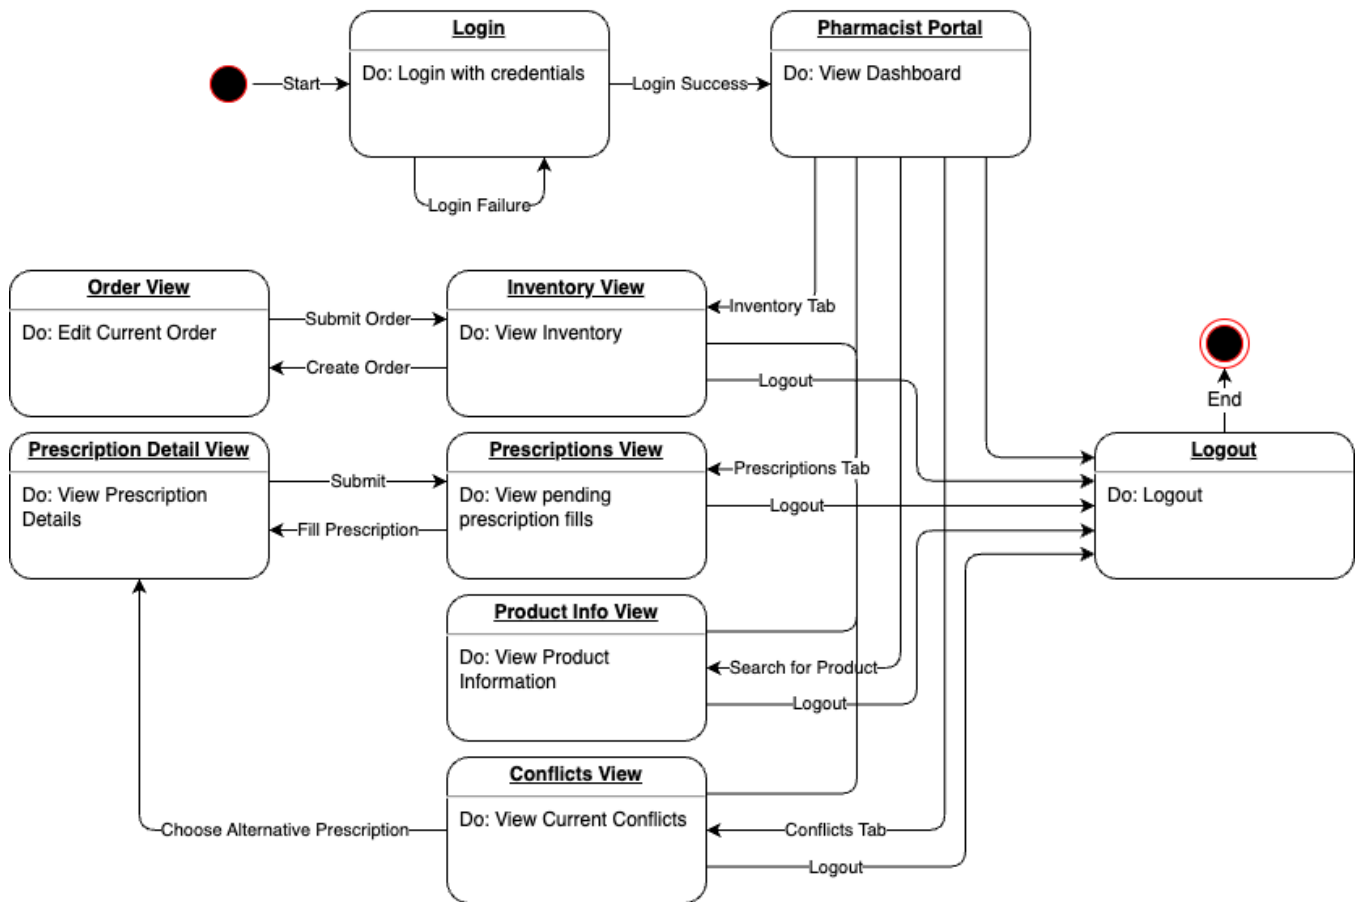 Login
Do: Login with credentials
Pharmacist Portal
Do: View Dashboard
Start
Login Success
Login Failure
Order View
Do: Edit Current Order
Submit Order
Create Order
Inventory View
Do: View Inventory
Inventory Tab
Logout
End
Prescription Detail View
Do: View Prescription
Details
Submit
Fill Prescription
Prescriptions View
Do: View pending
prescription fills
Prescriptions Tab
Logout
Logout
Do: Logout
Product Info View
Do: View Product
Information
Search for Product
Logout
Conflicts View
Do: View Current Conflicts
Choose Alternative Prescription
Conflicts Tab
Logout